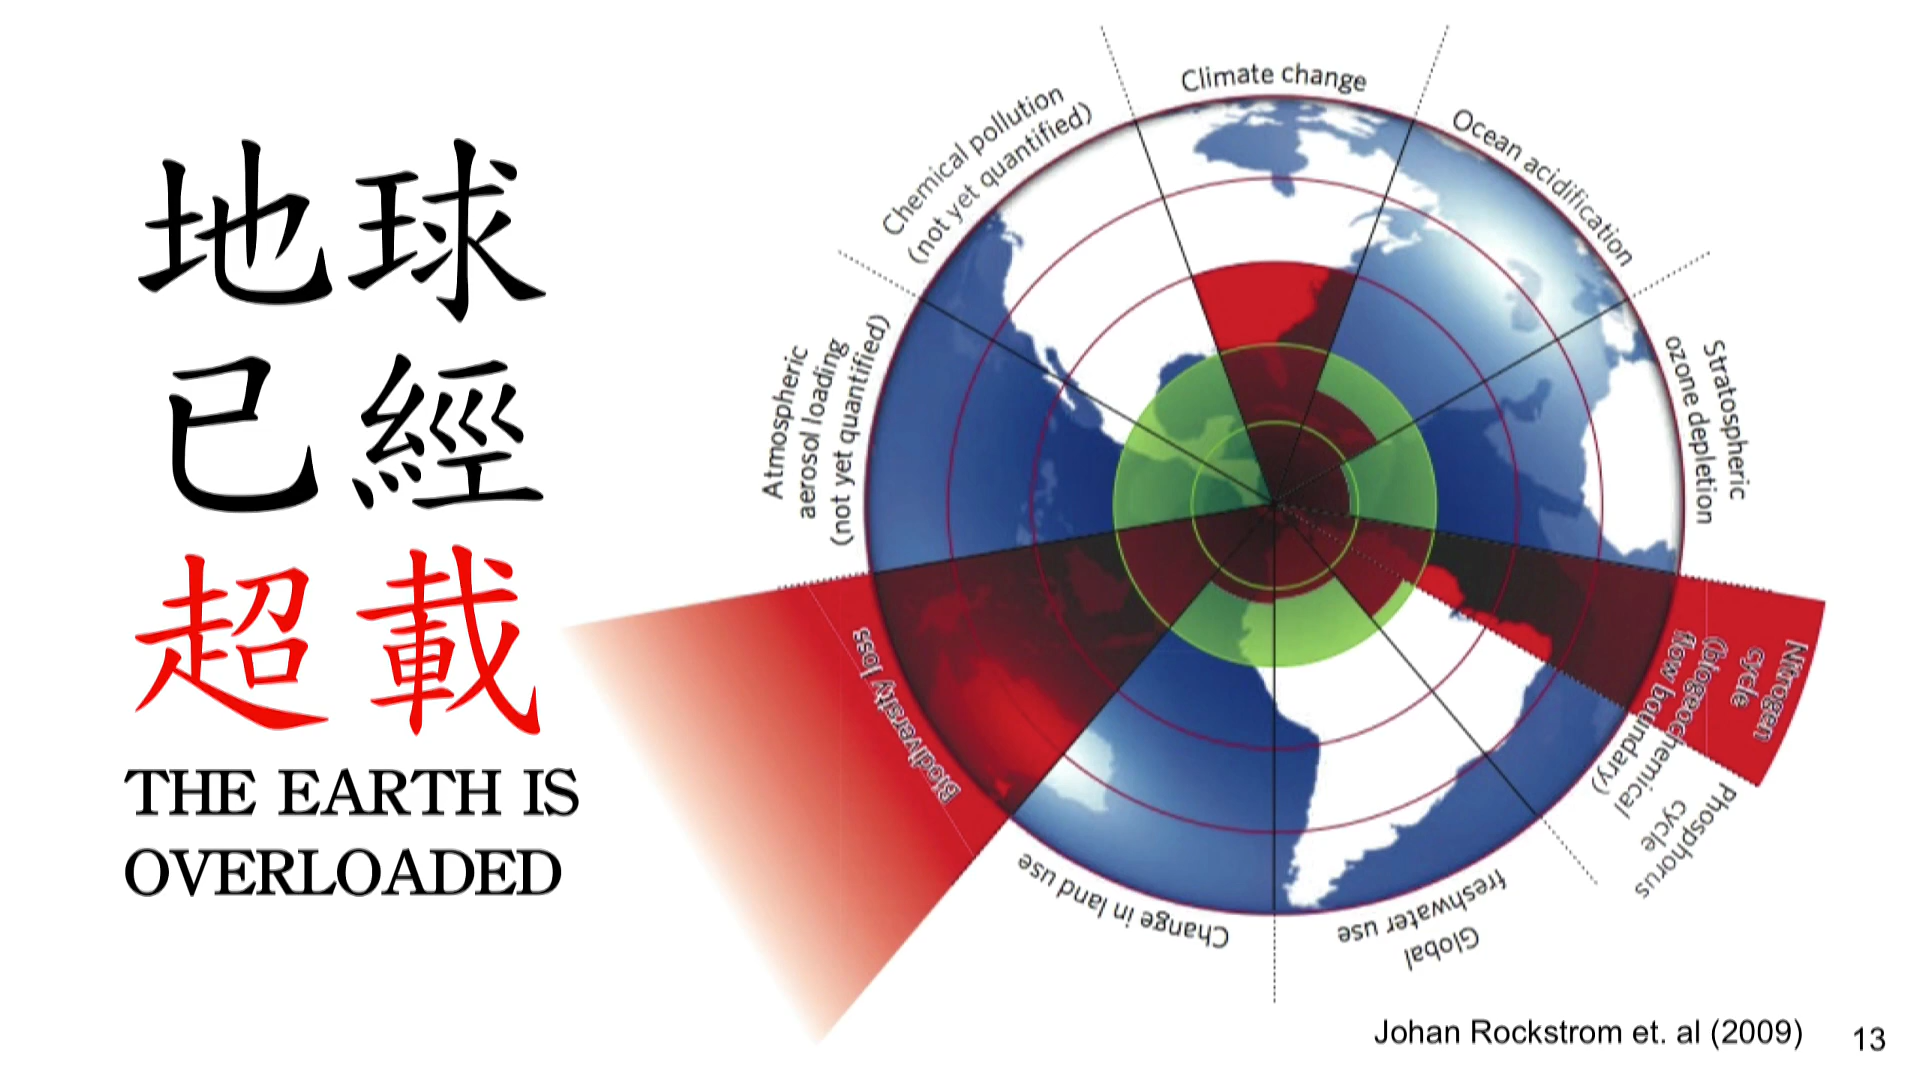 地球
已經
超載
THE EARTH IS
OVERLOADED
Climate change
Ocean acidification
Stratospheric
ozone depletion
Nitrogen
cycle
(biogeochemical
flow boundary)
Phosphorus
cycle
Global
freshwater use
Change in land use
Biodiversity loss
Atmospheric
aerosol loading
(not yet quantified)
Chemical pollution
(not yet quantified)
Johan Rockstrom et. al (2009)
13